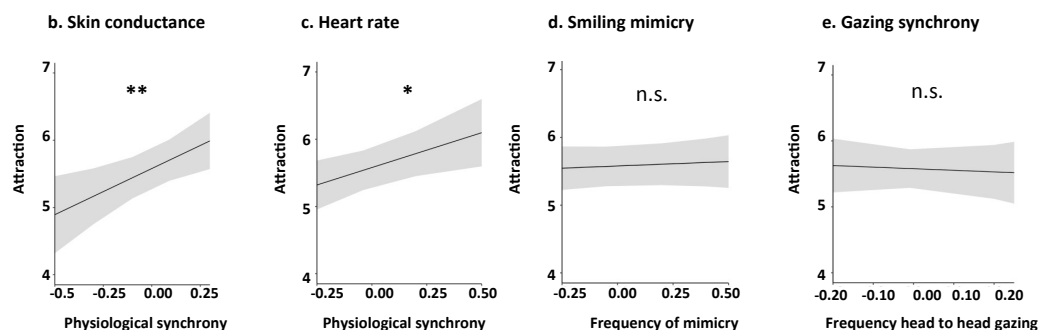 b. Skin conductance
7
**
6
Attraction
5
4
-0.5 -0.25 0.00 0.25
Physiological synchrony
c. Heart rate
7
*
6
Attraction
5
4
-0.25 0.00 0.25 0.50
Physiological synchrony
d. Smiling mimicry
7
n.s.
6
Attraction
5
4
-0.25 0.00 0.25 0.50
Frequency of mimicry
e. Gazing synchrony
7
n.s.
6
Attraction
5
4
-0.20 -0.10 0.00 0.10 0.20
Frequency head to head gazing